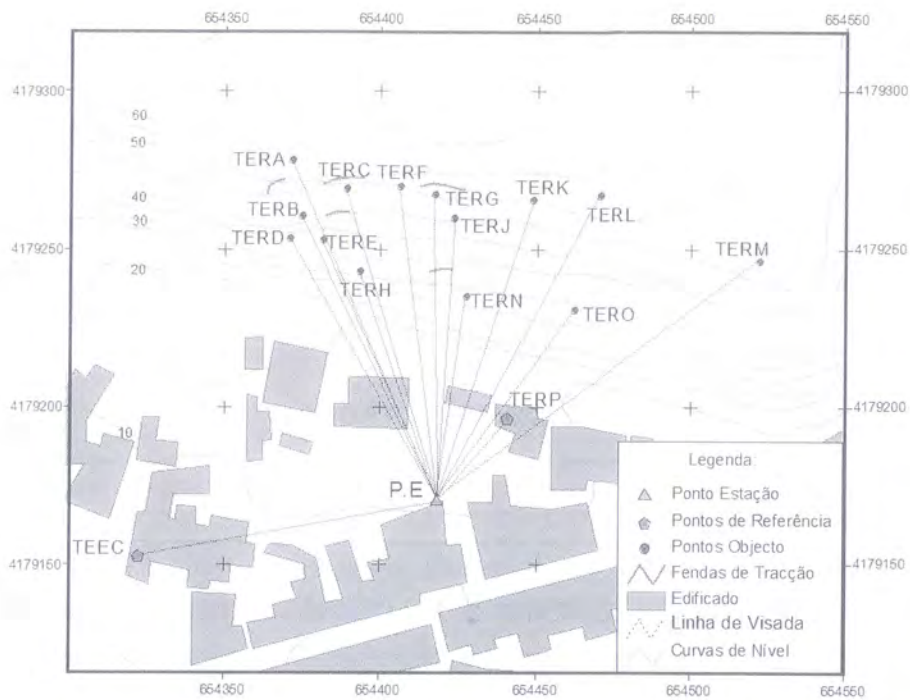 654350 654400 654450 654500 654550
4179300 4179300
60
50
TERA
TERC TERF
TERK
40
TERG
TERL
TERB
30
TERJ
TERD TERE
TERM
4179250 4179250
20
TERH
TERN
TERO
TERP
4179200 4179200
10
Legenda
P.E
Ponto Estação
Pontos de Referência
TEEC
Pontos Objecto
4179150 4179150
Fendas de Tracção
Edificado
Linha de Visada
Curvas de Nível
654350 654400 654450 654500 654550